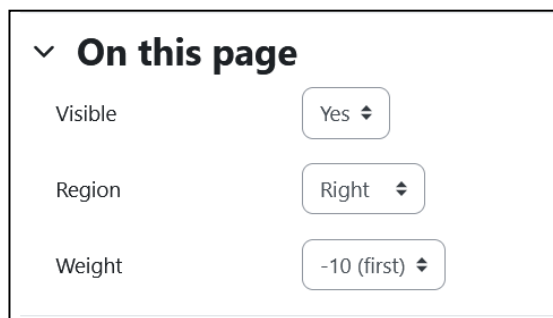 On this page
Visible Yes
Region Right
Weight -10 (first)